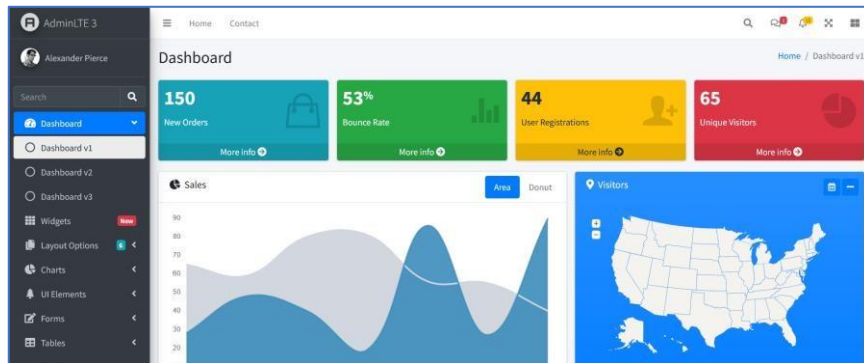 AdminLTE 3
Home Contact
Alexander Pierce
Dashboard
Home / Dashboard v1
Search
Dashboard
Dashboard v1
Dashboard v2
Dashboard v3
Widgets New
Layout Options 6
Charts
UI Elements
Forms
Tables
150
New Orders
More info
53%
Bounce Rate
More info
44
User Registrations
More info
65
Unique Visitors
More info
Sales
Area Donut
90
80
70
60
50
40
30
20
Visitors
+
−